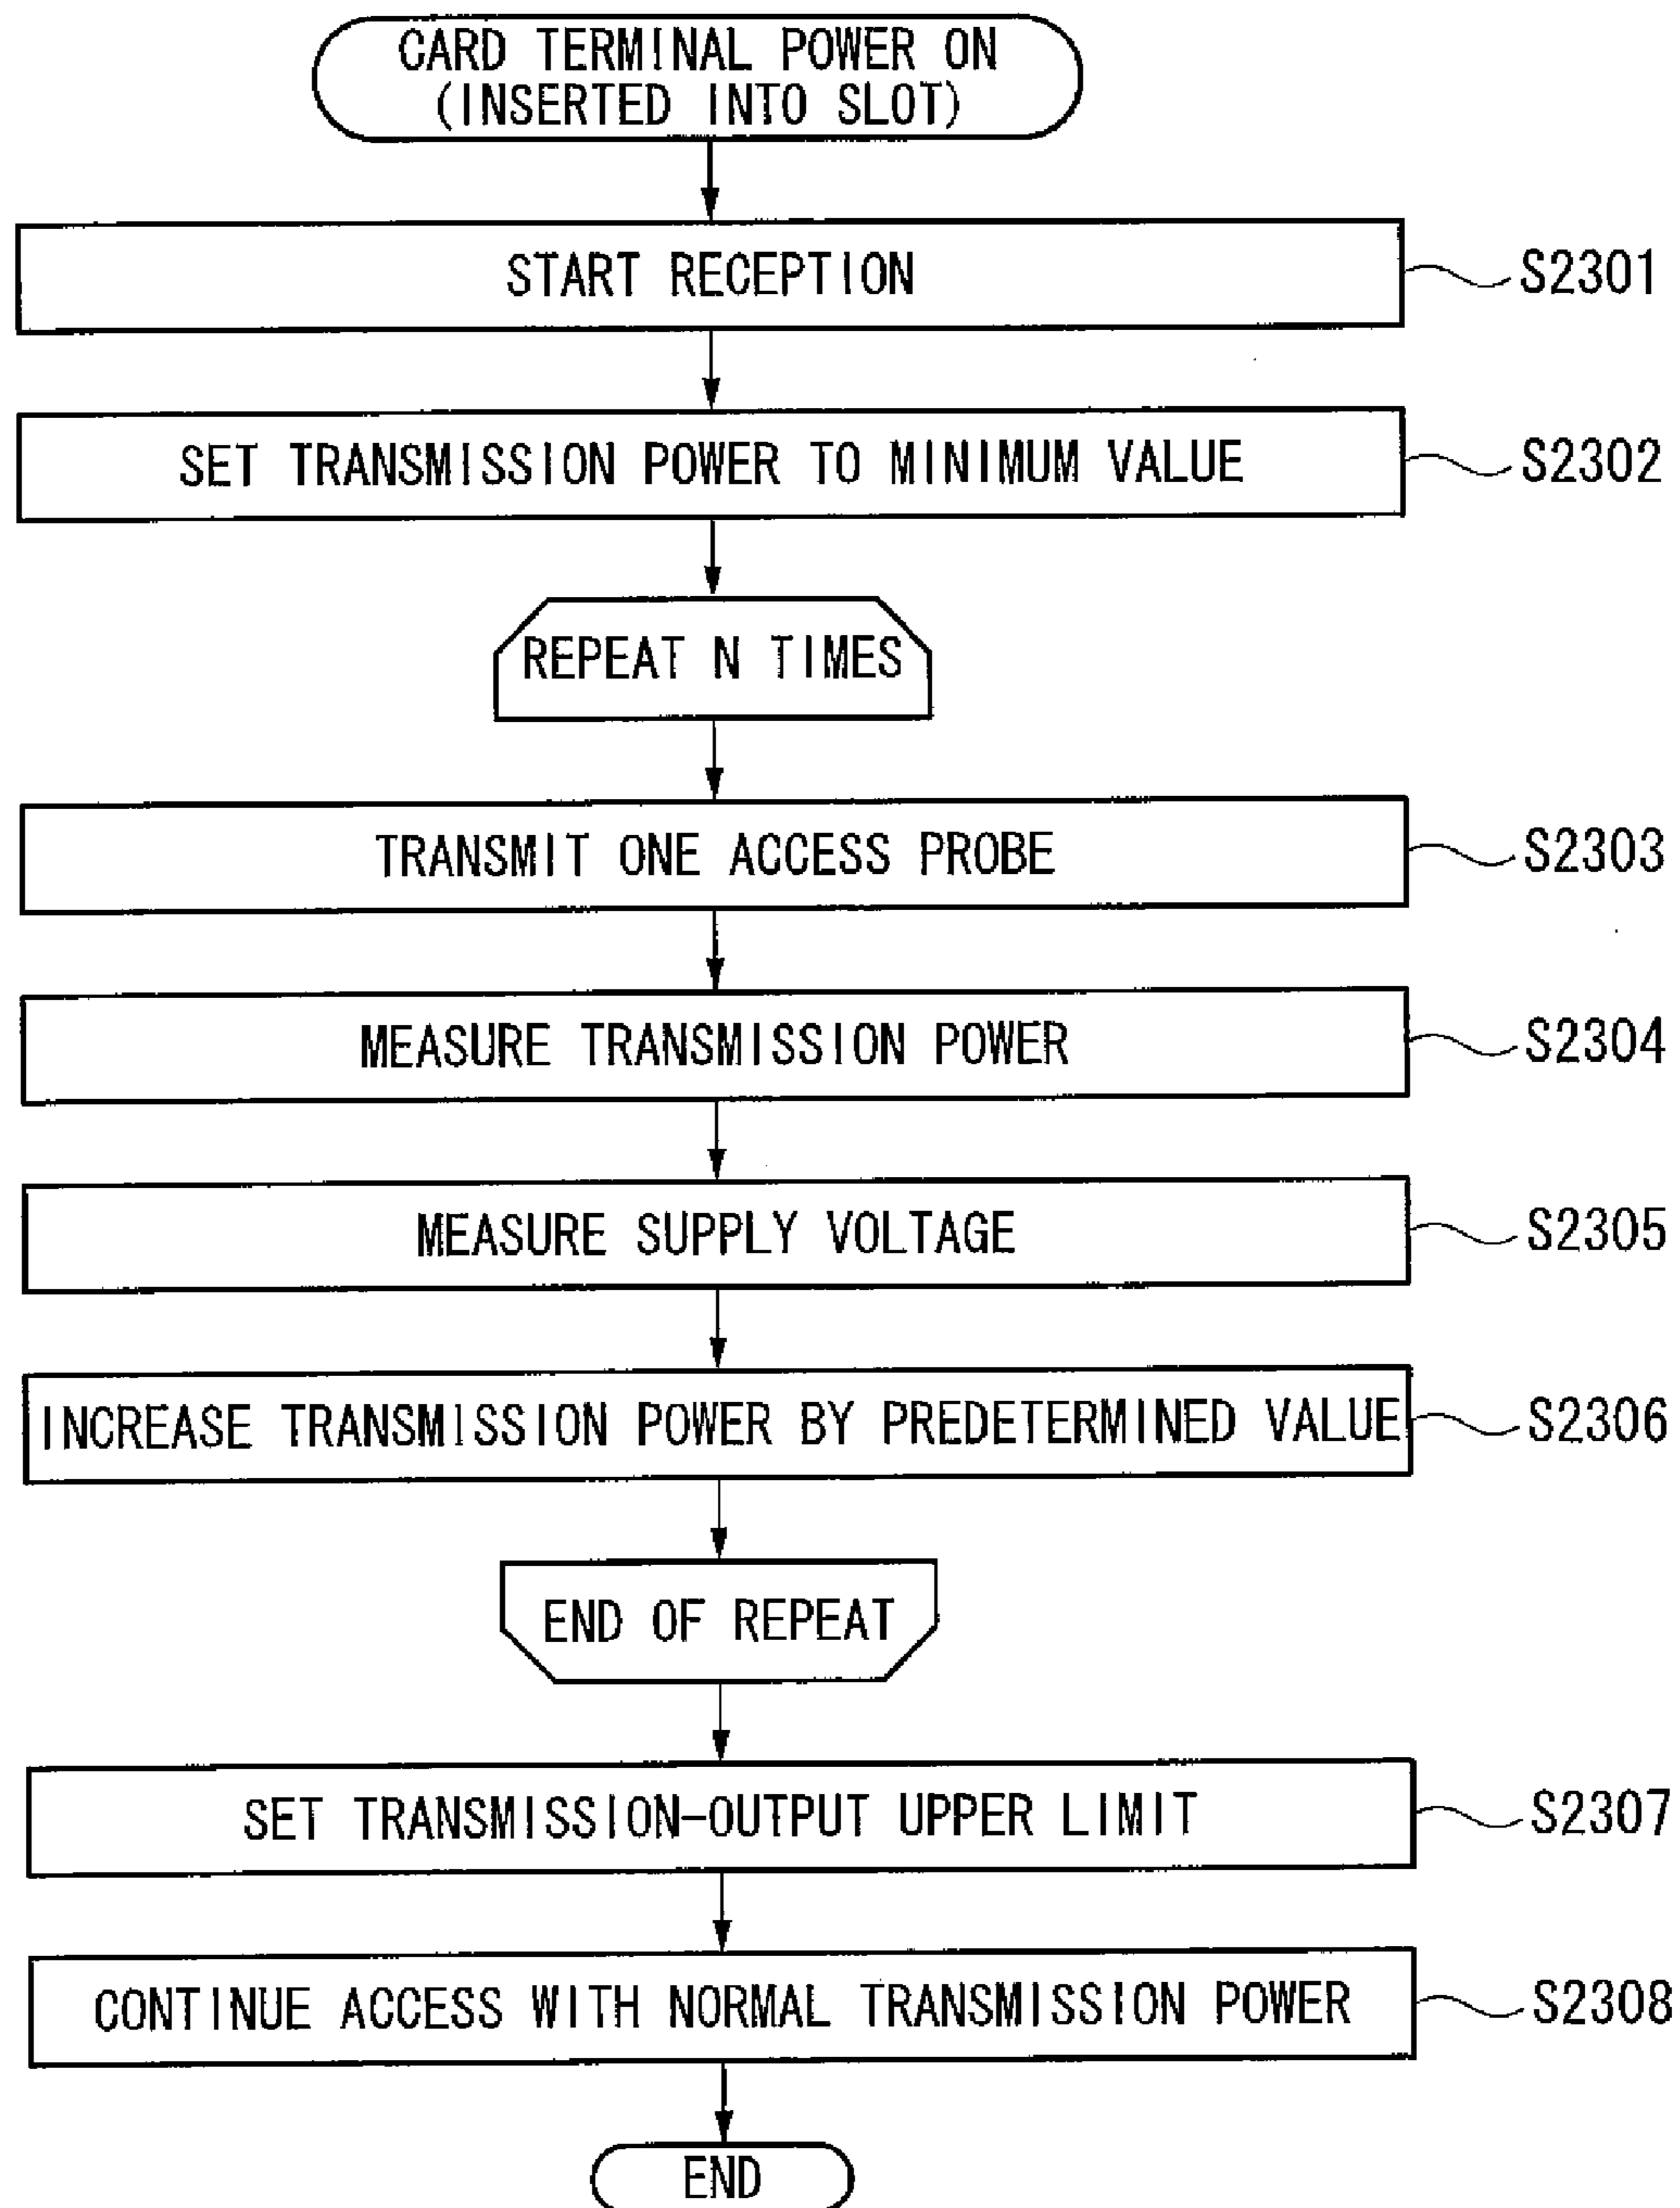 CARD TERMINAL POWER ON
(INSERTED INTO SLOT)
START RECEPTION
S2301
SET TRANSMISSION POWER TO MINIMUM VALUE
S2302
REPEAT N TIMES
TRANSMIT ONE ACCESS PROBE
S2303
MEASURE TRANSMISSION POWER
S2304
MEASURE SUPPLY VOLTAGE
S2305
INCREASE TRANSMISSION POWER BY PREDETERMINED VALUE
S2306
END OF REPEAT
SET TRANSMISSION-OUTPUT UPPER LIMIT
S2307
CONTINUE ACCESS WITH NORMAL TRANSMISSION POWER
S2308
END